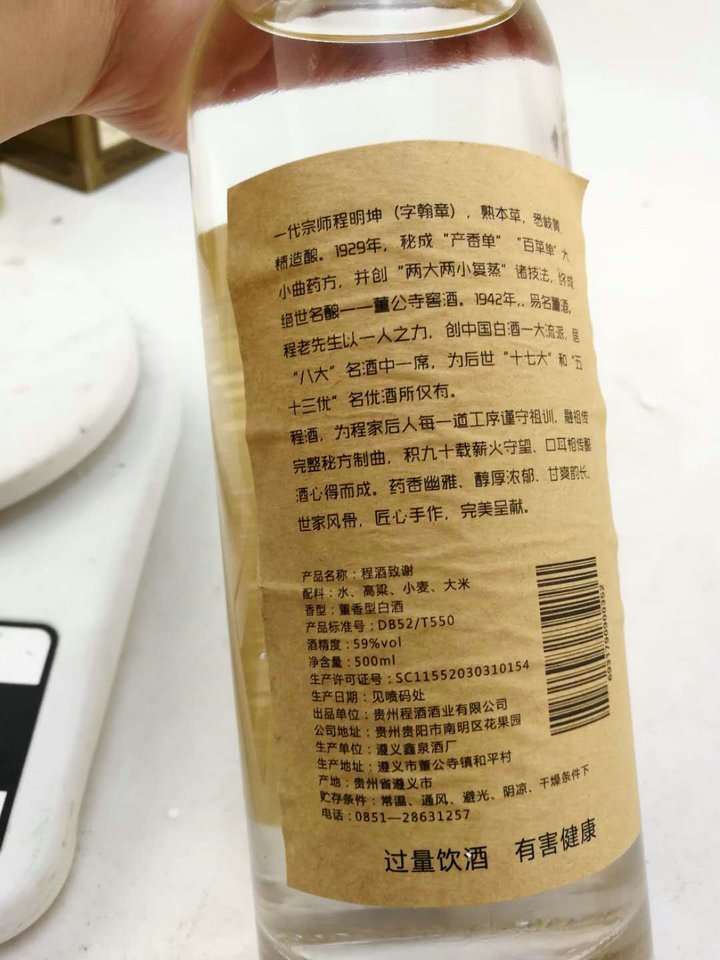 一代宗师程明坤（字翰章），熟本草，悉岐黄
精造酿。1929年，秘成“产香单”“百草单”大
小曲药方，并创“两大两小复蒸”诸技法，终成
绝世名酿——董公寺窖酒。1942年，易名董酒，
程老先生以一人之力，创中国白酒一大流派，居
“八大”名酒中一席，为后世“十七大”和“五
十三优”名优酒所仅有。
程酒，为程家后人每一道工序谨守祖训，融祖传
完整秘方制曲，积九十载薪火守望、口耳相传酿
酒心得而成。药香幽雅、醇厚浓郁、甘爽韵长、
世家风骨，匠心手作，完美呈献。
产品名称：程酒致谢
配料：水、高粱、小麦、大米
香型：董香型白酒
产品标准号：DB52/T550
酒精度：59%vol
净含量：500ml
生产许可证号：SC11552030310154
生产日期：见喷码处
出品单位：贵州程酒酒业有限公司
公司地址：贵州贵阳市南明区花果园
生产单位：遵义鑫泉酒厂
生产地址：遵义市董公寺镇和平村
产地：贵州省遵义市
贮存条件：常温、通风、避光、阴凉、干燥条件下
电话：0851—28631257
6931790900352
过量饮酒 有害健康